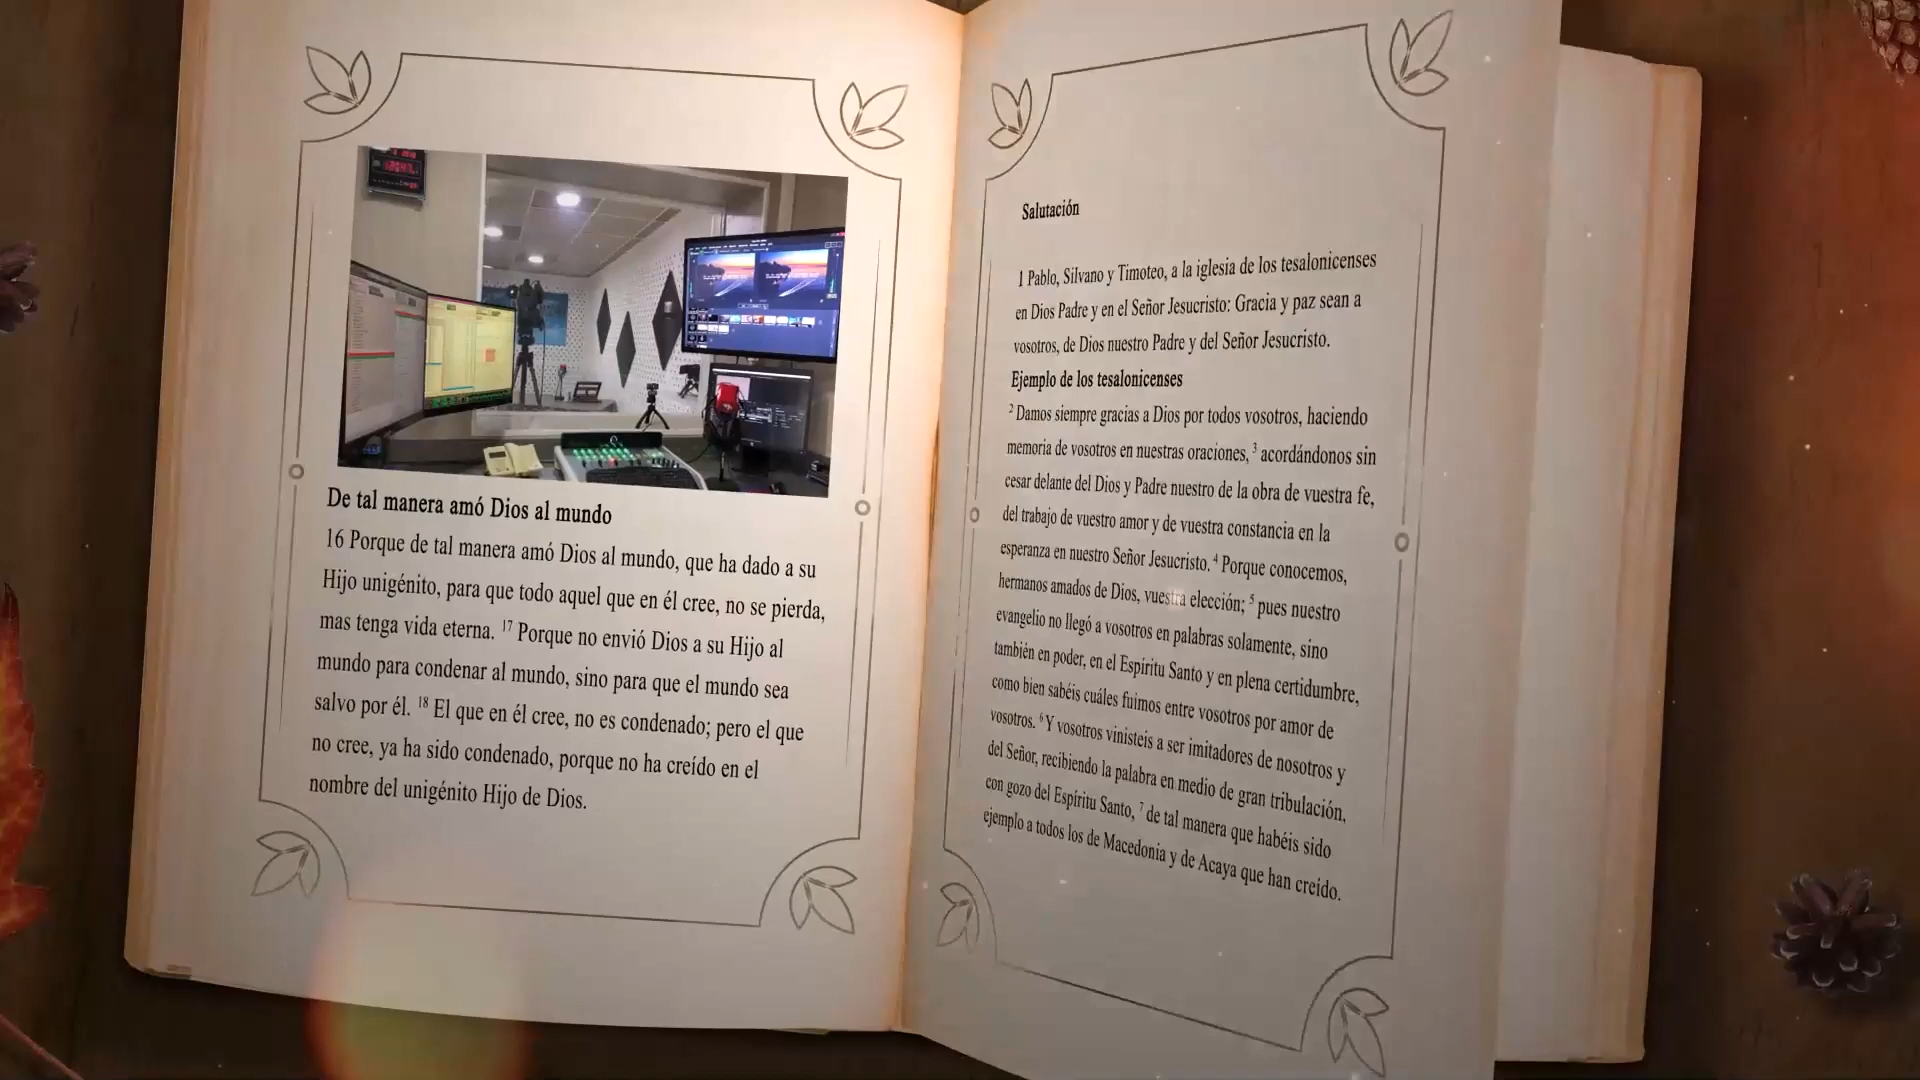 De tal manera amó Dios al mundo
16 Porque de tal manera amó Dios al mundo, que ha dado a su
Hijo unigénito, para que todo aquel que en él cree, no se pierda,
mas tenga vida eterna. 17 Porque no envió Dios a su Hijo al
mundo para condenar al mundo, sino para que el mundo sea
salvo por él. 18 El que en él cree, no es condenado; pero el que
no cree, ya ha sido condenado, porque no ha creído en el
nombre del unigénito Hijo de Dios.
Salutación
1 Pablo, Silvano y Timoteo, a la iglesia de los tesalonicenses
en Dios Padre y en el Señor Jesucristo: Gracia y paz sean a
vosotros, de Dios nuestro Padre y del Señor Jesucristo.
Ejemplo de los tesalonicenses
2 Damos siempre gracias a Dios por todos vosotros, haciendo
memoria de vosotros en nuestras oraciones, 3 acordándonos sin
cesar delante del Dios y Padre nuestro de la obra de vuestra fe,
del trabajo de vuestro amor y de vuestra constancia en la
esperanza en nuestro Señor Jesucristo. 4 Porque conocemos,
hermanos amados de Dios, vuestra elección; 5 pues nuestro
evangelio no llegó a vosotros en palabras solamente, sino
también en poder, en el Espíritu Santo y en plena certidumbre,
como bien sabéis cuáles fuimos entre vosotros por amor de
vosotros. 6 Y vosotros vinisteis a ser imitadores de nosotros y
del Señor, recibiendo la palabra en medio de gran tribulación,
con gozo del Espíritu Santo, 7 de tal manera que habéis sido
ejemplo a todos los de Macedonia y de Acaya que han creído.